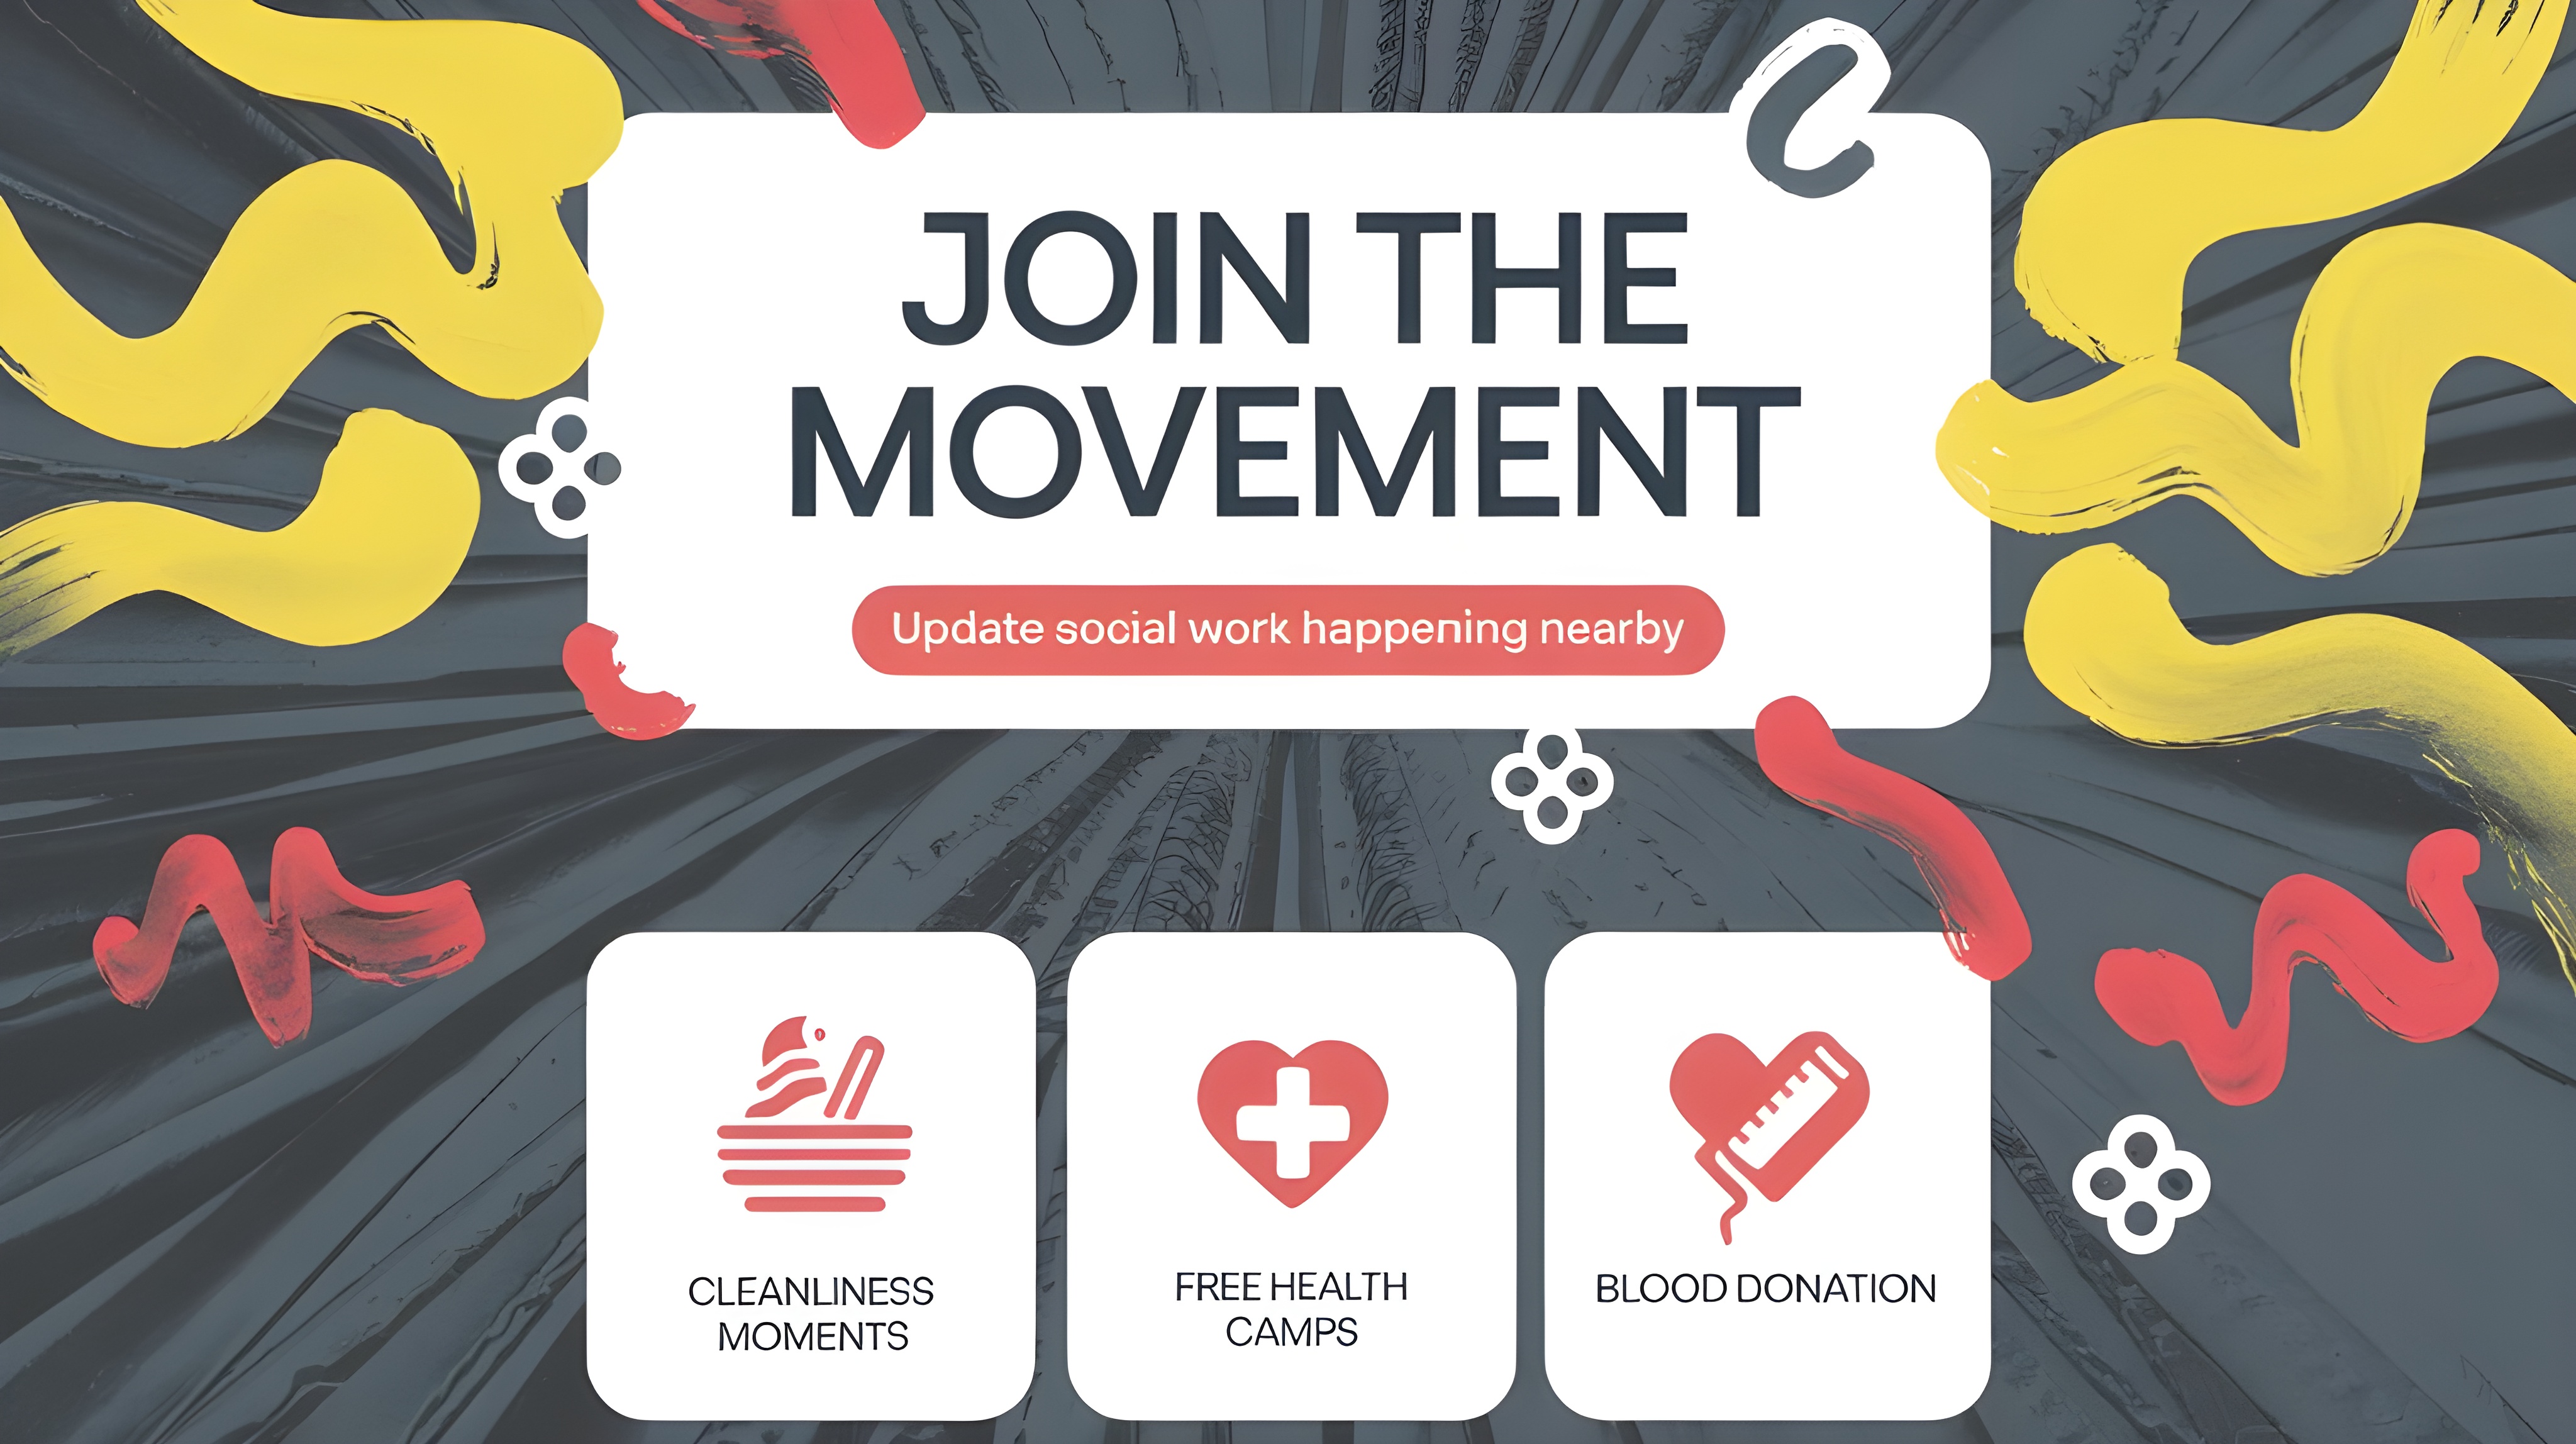 JOIN THE
MOVEMENT
Update social work happening nearby
CLEANLINESS
MOMENTS
FREE HEALTH
CAMPS
BLOOD DONATION